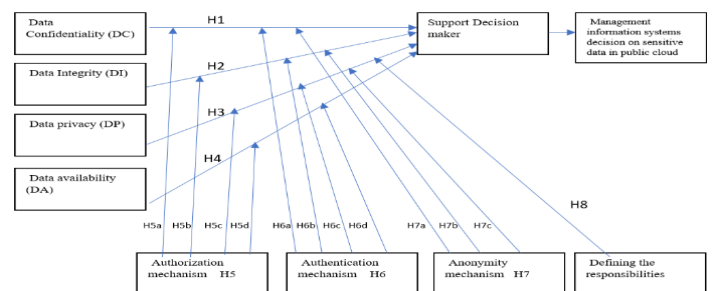 Data
Confidentiality (DC)
H1
Support Decision
maker
Management
information systems
decision on sensitive
data in public cloud
Data Integrity (DI)
H2
Data privacy (DP)
H3
Data availability
(DA)
H4
H8
H5a H5b H5c H5d H6a H6b H6c H6d H7a H7b H7c
Authorization
mechanism H5
Authentication
mechanism H6
Anonymity
mechanism H7
Defining the
responsibilities